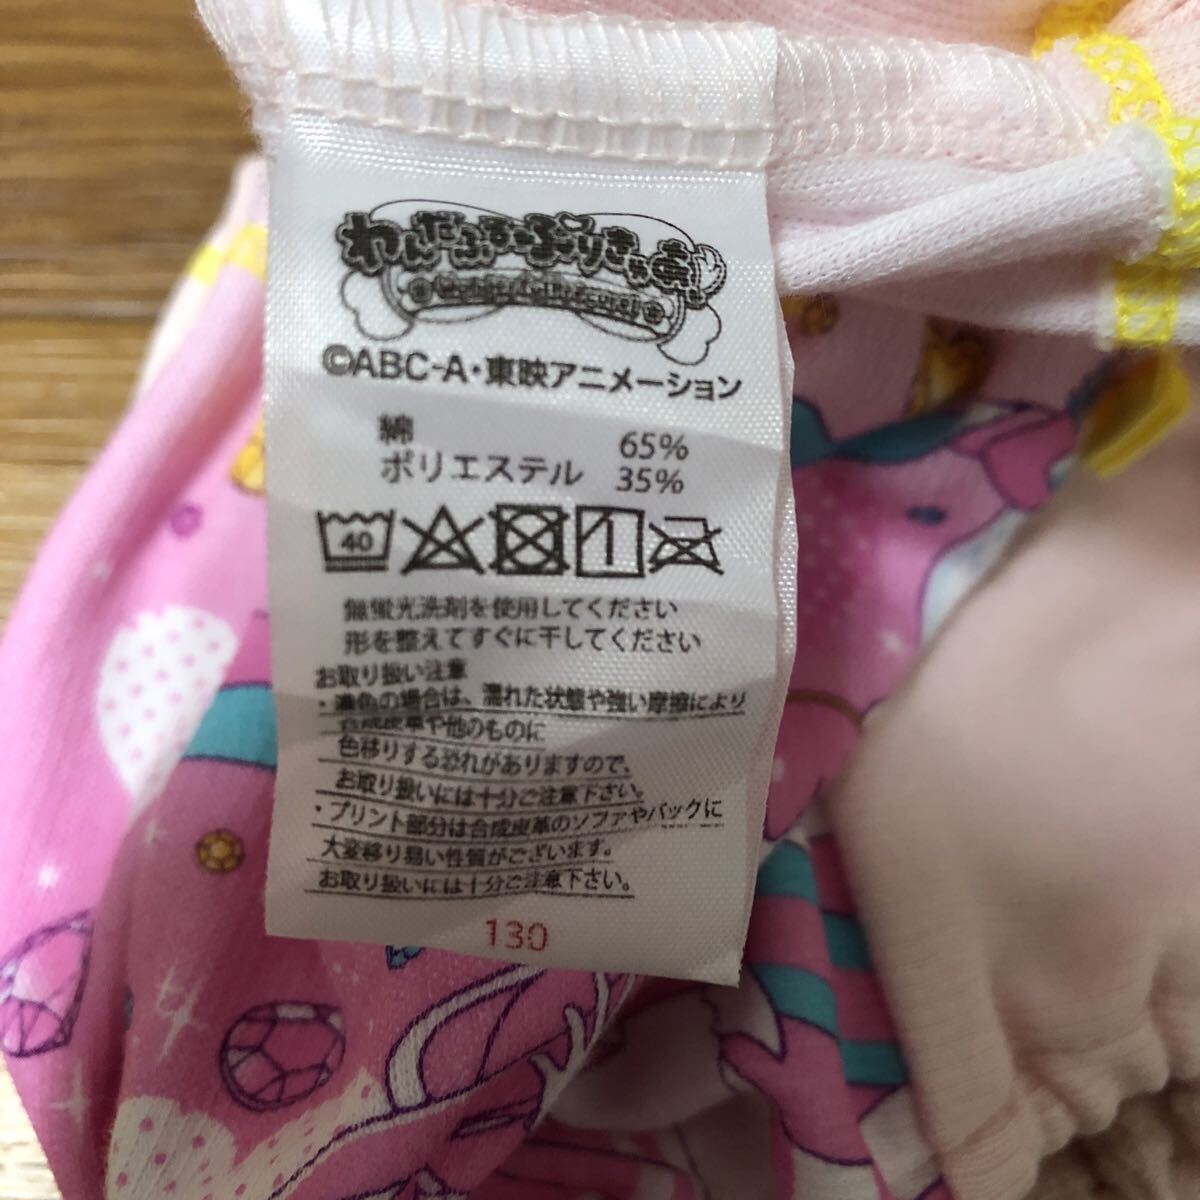 わんだふるぷりきゅあ!
Wonderful Precure!
©ABC-A・東映アニメーション
綿 65%
ポリエステル 35%
40
無蛍光洗剤を使用してください
形を整えてすぐに干してください
お取り扱い注意
・濃色の場合は、濡れた状態や強い摩擦により
合成皮革や他のものに
色移りする恐れがありますので、
お取り扱いには十分ご注意下さい。
・プリント部分は合成皮革のソファやバックに
大変移り易い性質がございます。
お取り扱いには十分ご注意下さい。
130